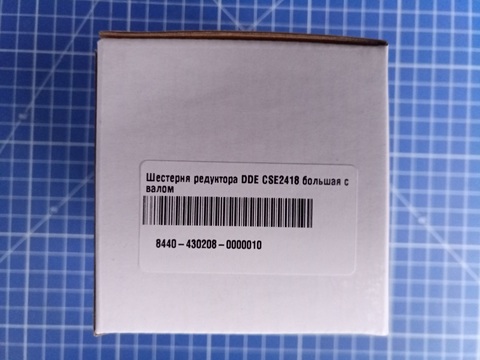 Шестерня редуктора DDE CSE2418 большая с
валом
8440-430208-0000010